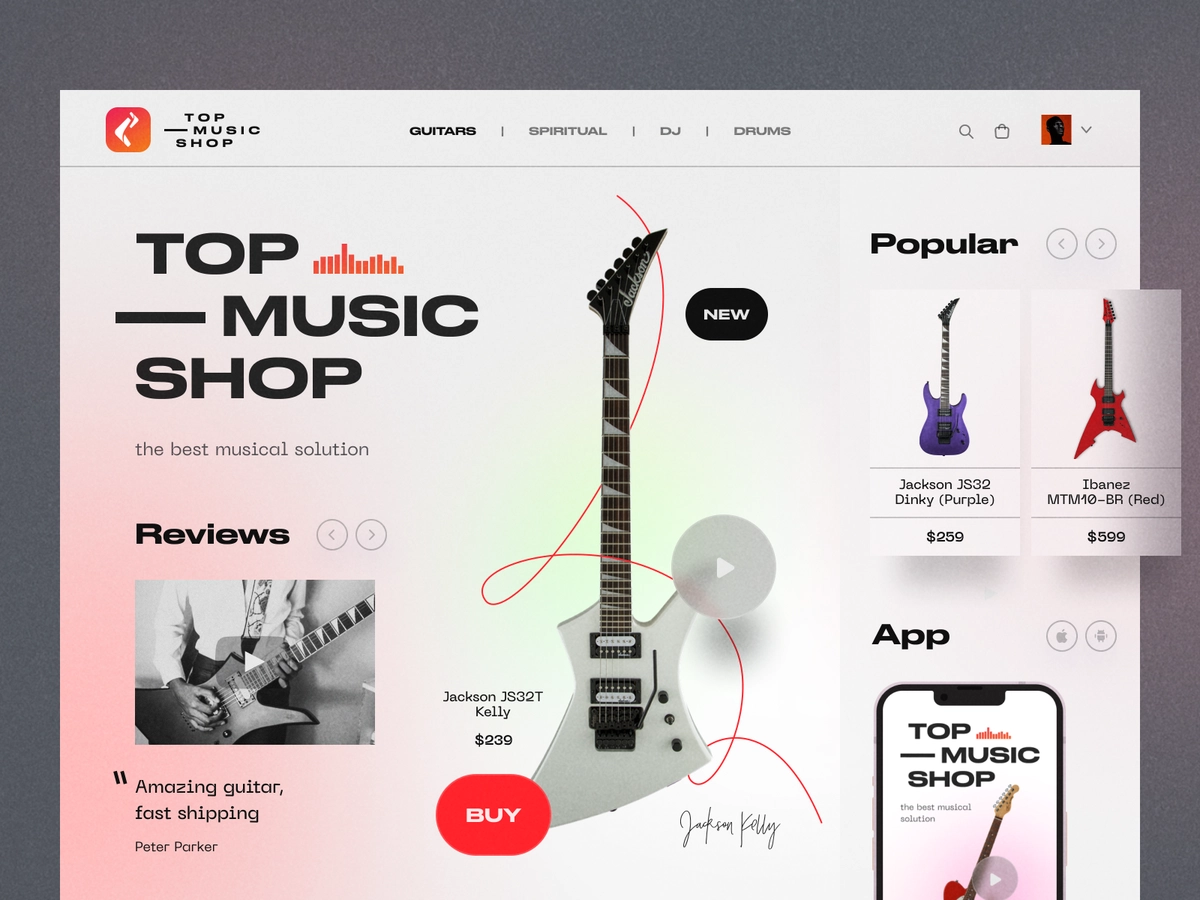 TOP
MUSIC
SHOP
GUITARS | SPIRITUAL | DJ | DRUMS
TOP
MUSIC
SHOP
the best musical solution
Reviews
"Amazing guitar,
fast shipping
Peter Parker
Jackson
NEW
Jackson JS32T
Kelly
$239
BUY
Jackson Kelly
Popular
Jackson JS32
Dinky (Purple)
$259
Ibanez
MTM10-BR (Red)
$599
App
TOP
MUSIC
SHOP
the best musical
solution